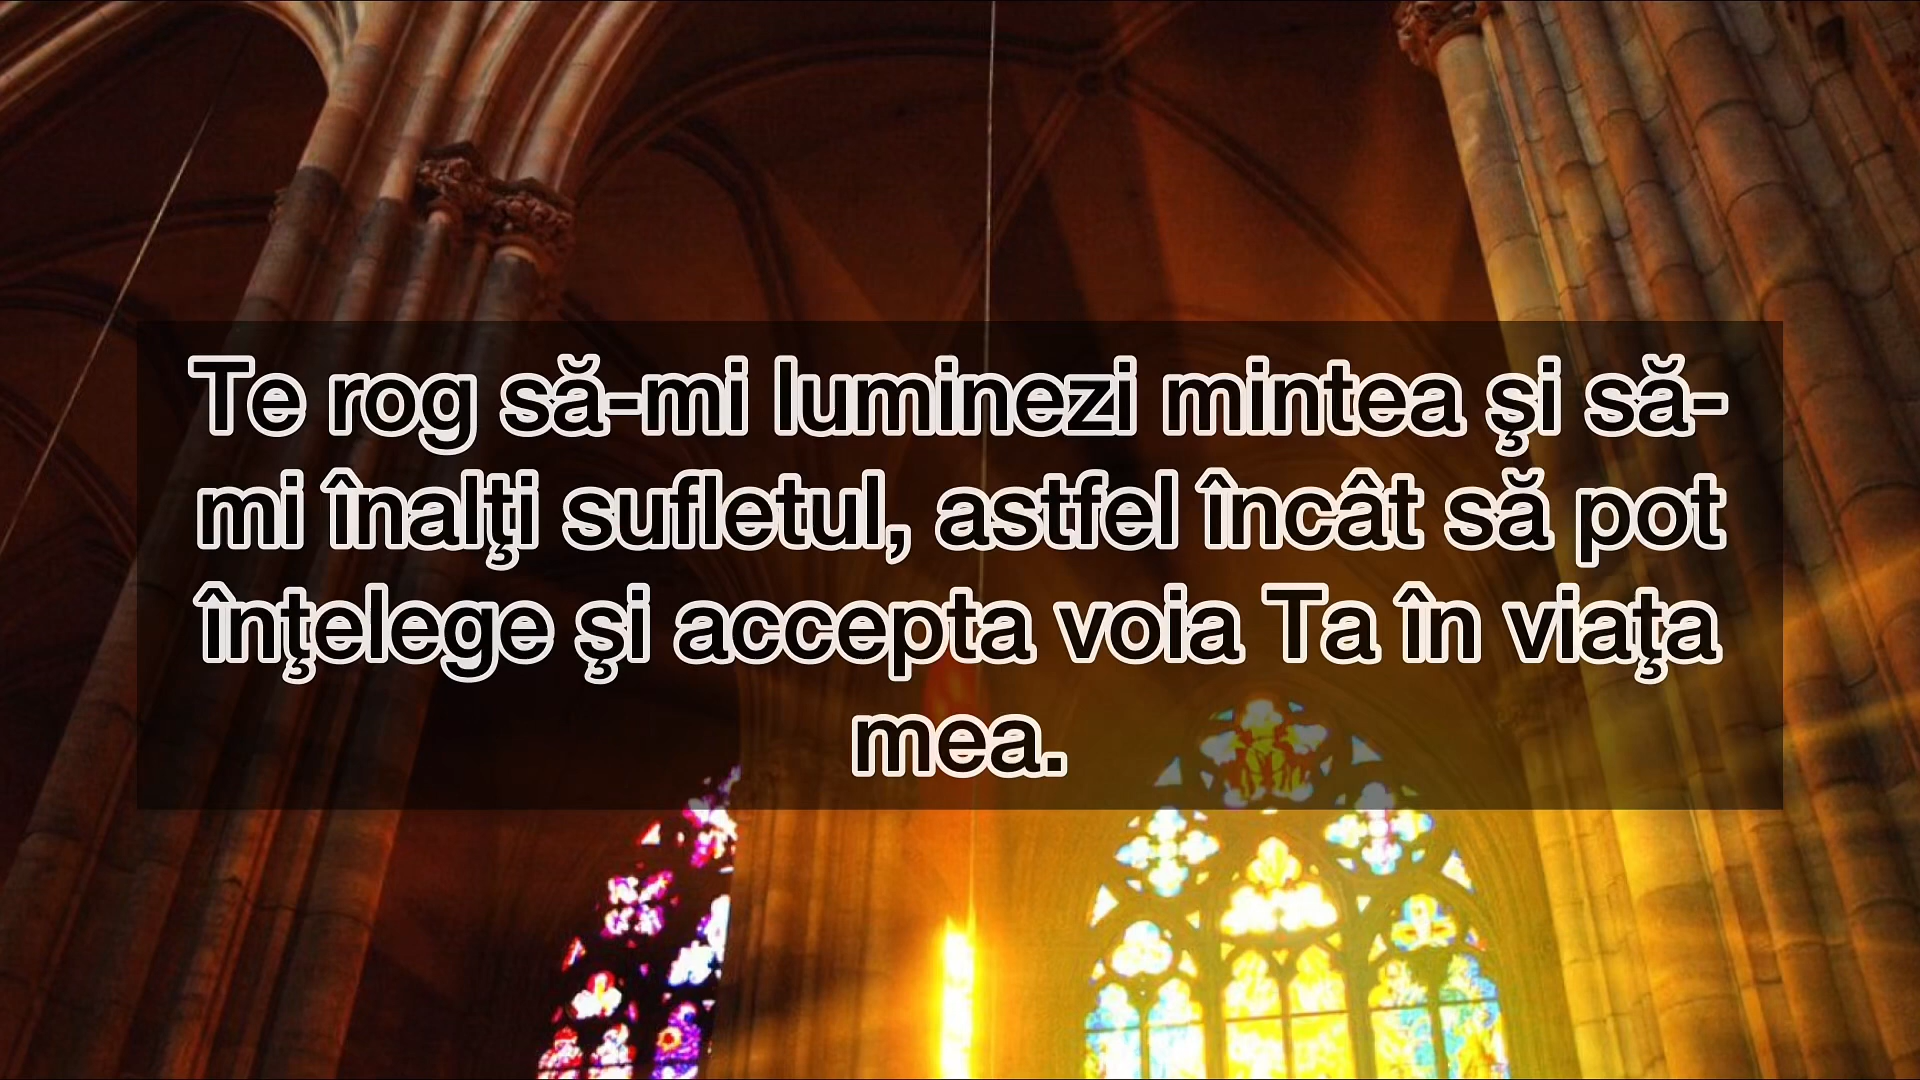 Te rog să-mi luminezi mintea şi să-
mi înalţi sufletul, astfel încât să pot
înţelege şi accepta voia Ta în viaţa
mea.